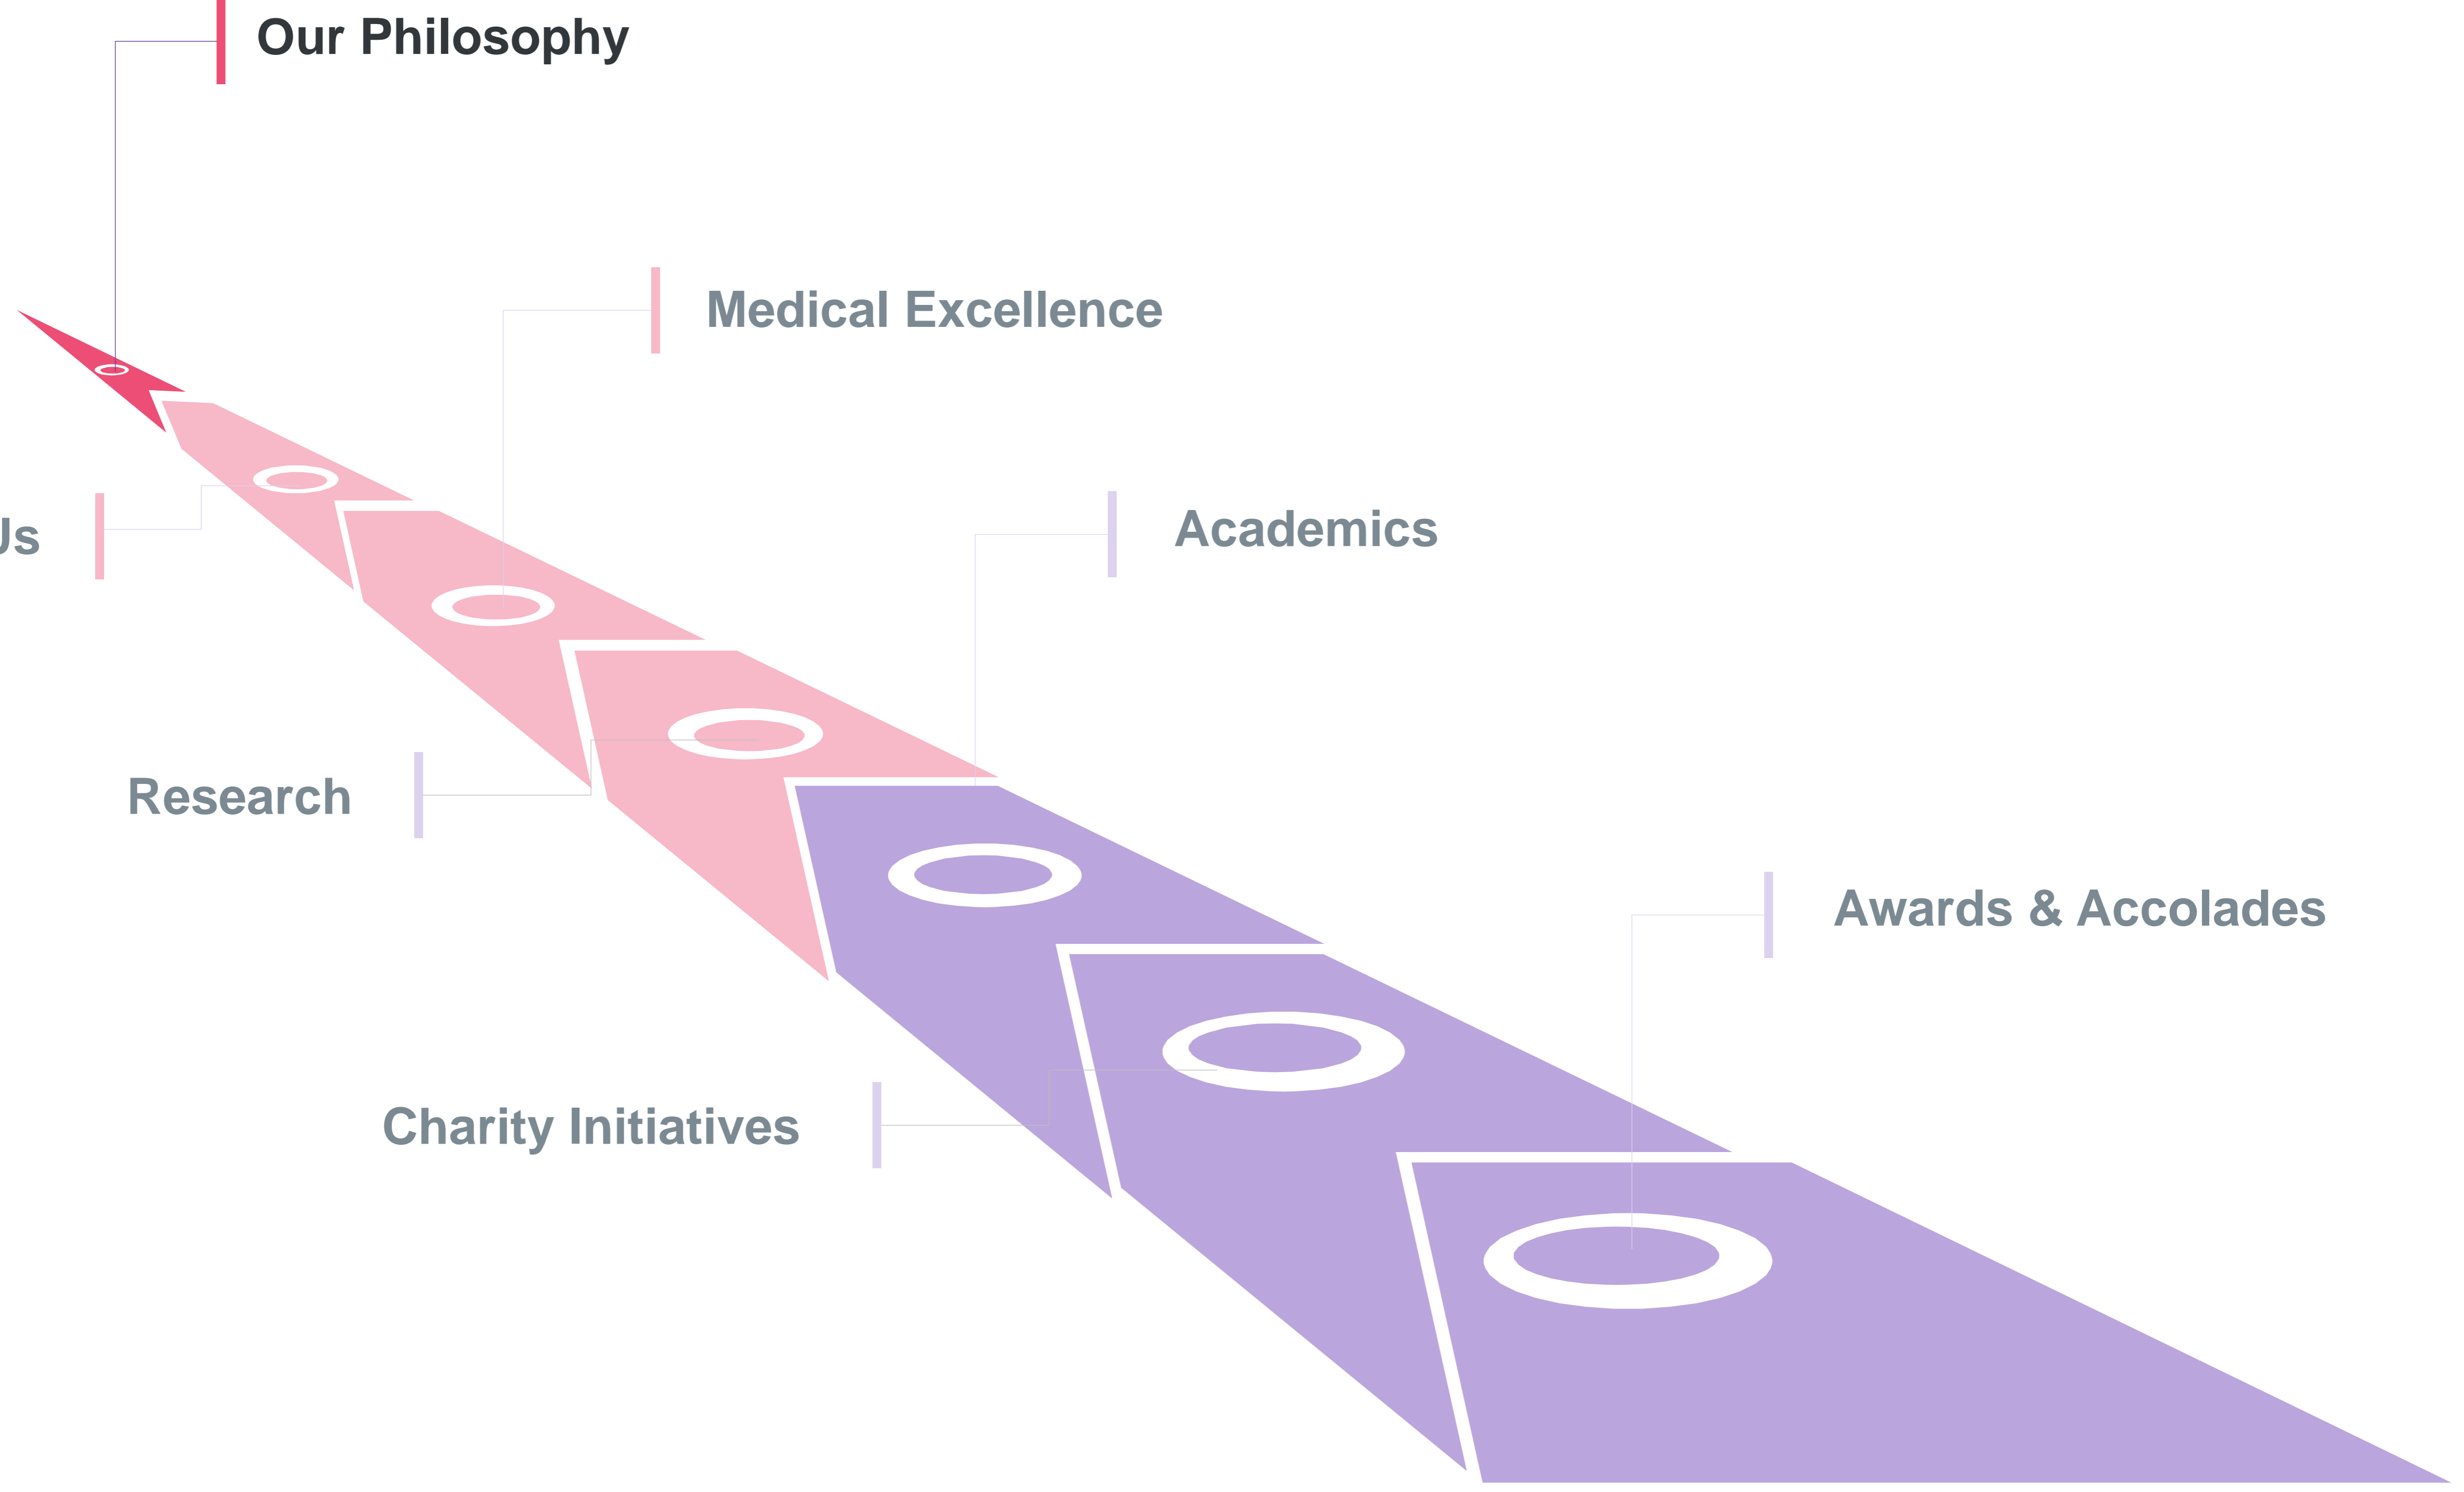 Our Philosophy
Medical Excellence
Academics
Research
Awards & Accolades
Charity Initiatives